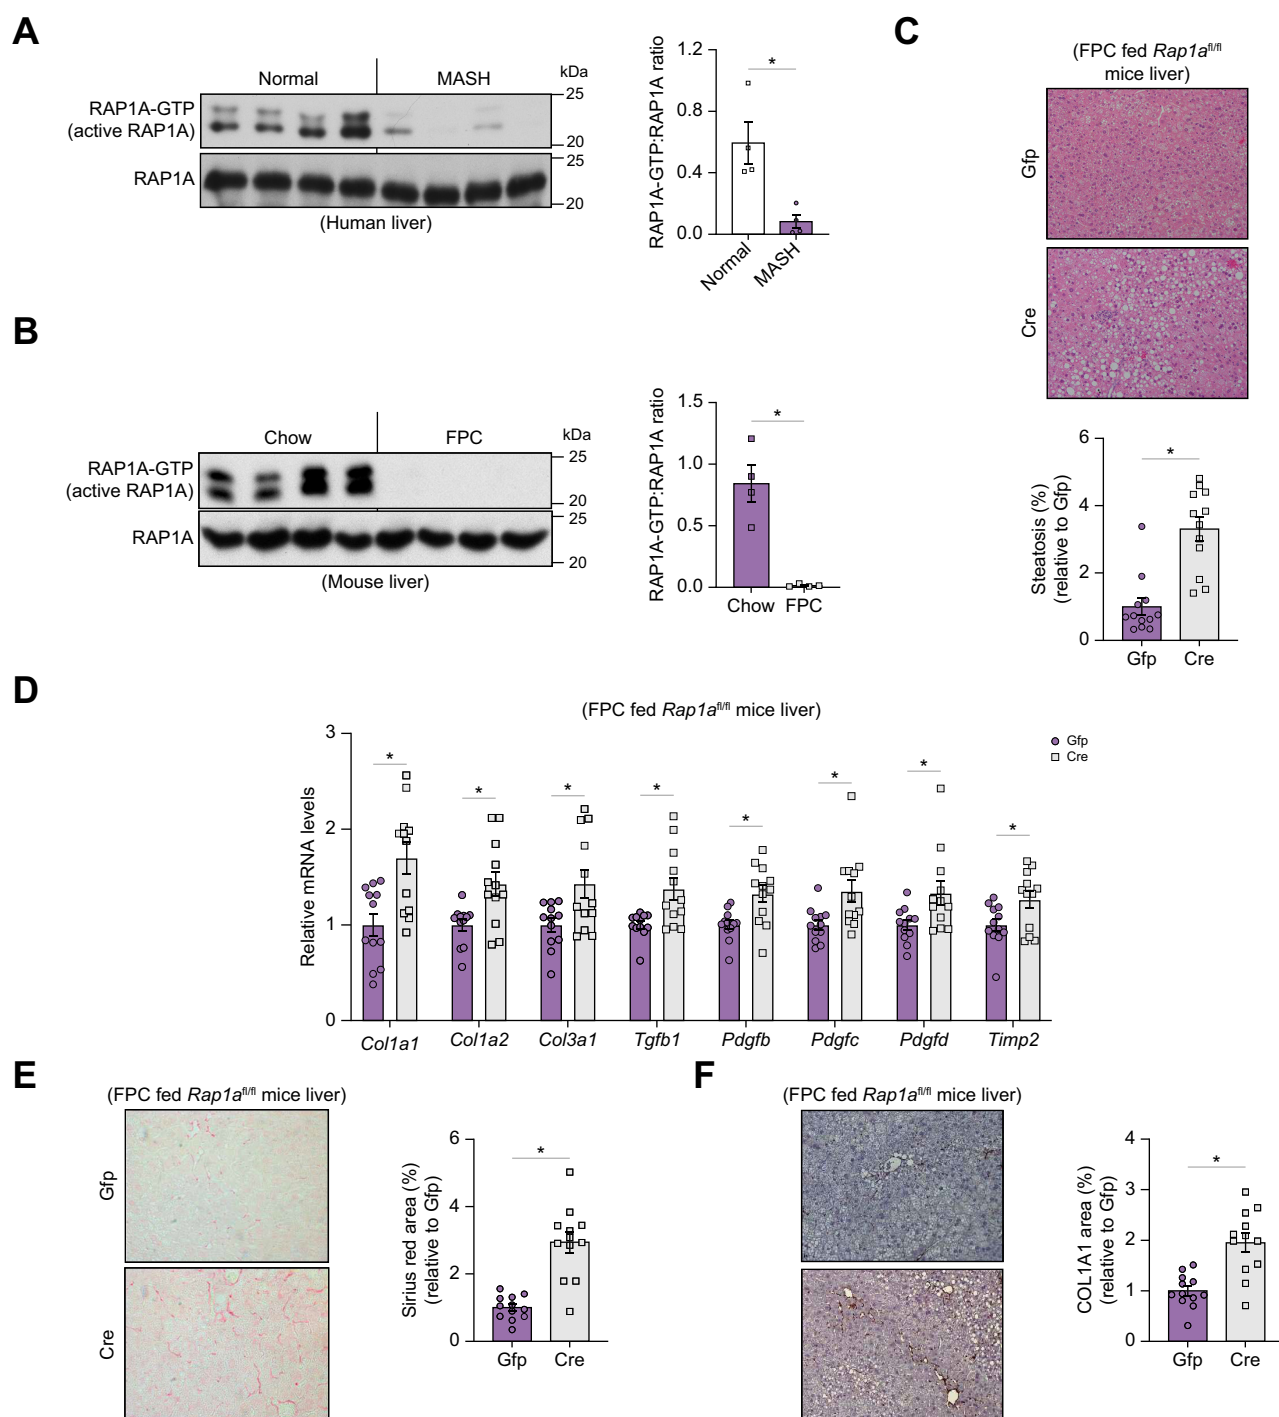 A
Normal
MASH
kDa
RAP1A-GTP
(active RAP1A)
25
20
RAP1A
25
20
(Human liver)
RAP1A-GTP:RAP1A ratio
1.2
0.8
0.4
0.0
*
Normal
MASH
B
Chow
FPC
kDa
RAP1A-GTP
(active RAP1A)
25
20
RAP1A
25
20
(Mouse liver)
RAP1A-GTP:RAP1A ratio
1.5
1.0
0.5
0.0
*
Chow
FPC
C
(FPC fed Rap1afl/fl
mice liver)
Gfp
Cre
Steatosis (%)
(relative to Gfp)
6
4
2
0
*
Gfp
Cre
D
(FPC fed Rap1afl/fl mice liver)
Relative mRNA levels
3
2
1
0
* * * * * * * *
Gfp
Cre
Col1a1
Col1a2
Col3a1
Tgfb1
Pdgfb
Pdgfc
Pdgfd
Timp2
E
(FPC fed Rap1afl/fl mice liver)
Gfp
Cre
Sirius red area (%)
(relative to Gfp)
6
4
2
0
*
Gfp
Cre
F
(FPC fed Rap1afl/fl mice liver)
COL1A1 area (%)
(relative to Gfp)
4
3
2
1
0
*
Gfp
Cre